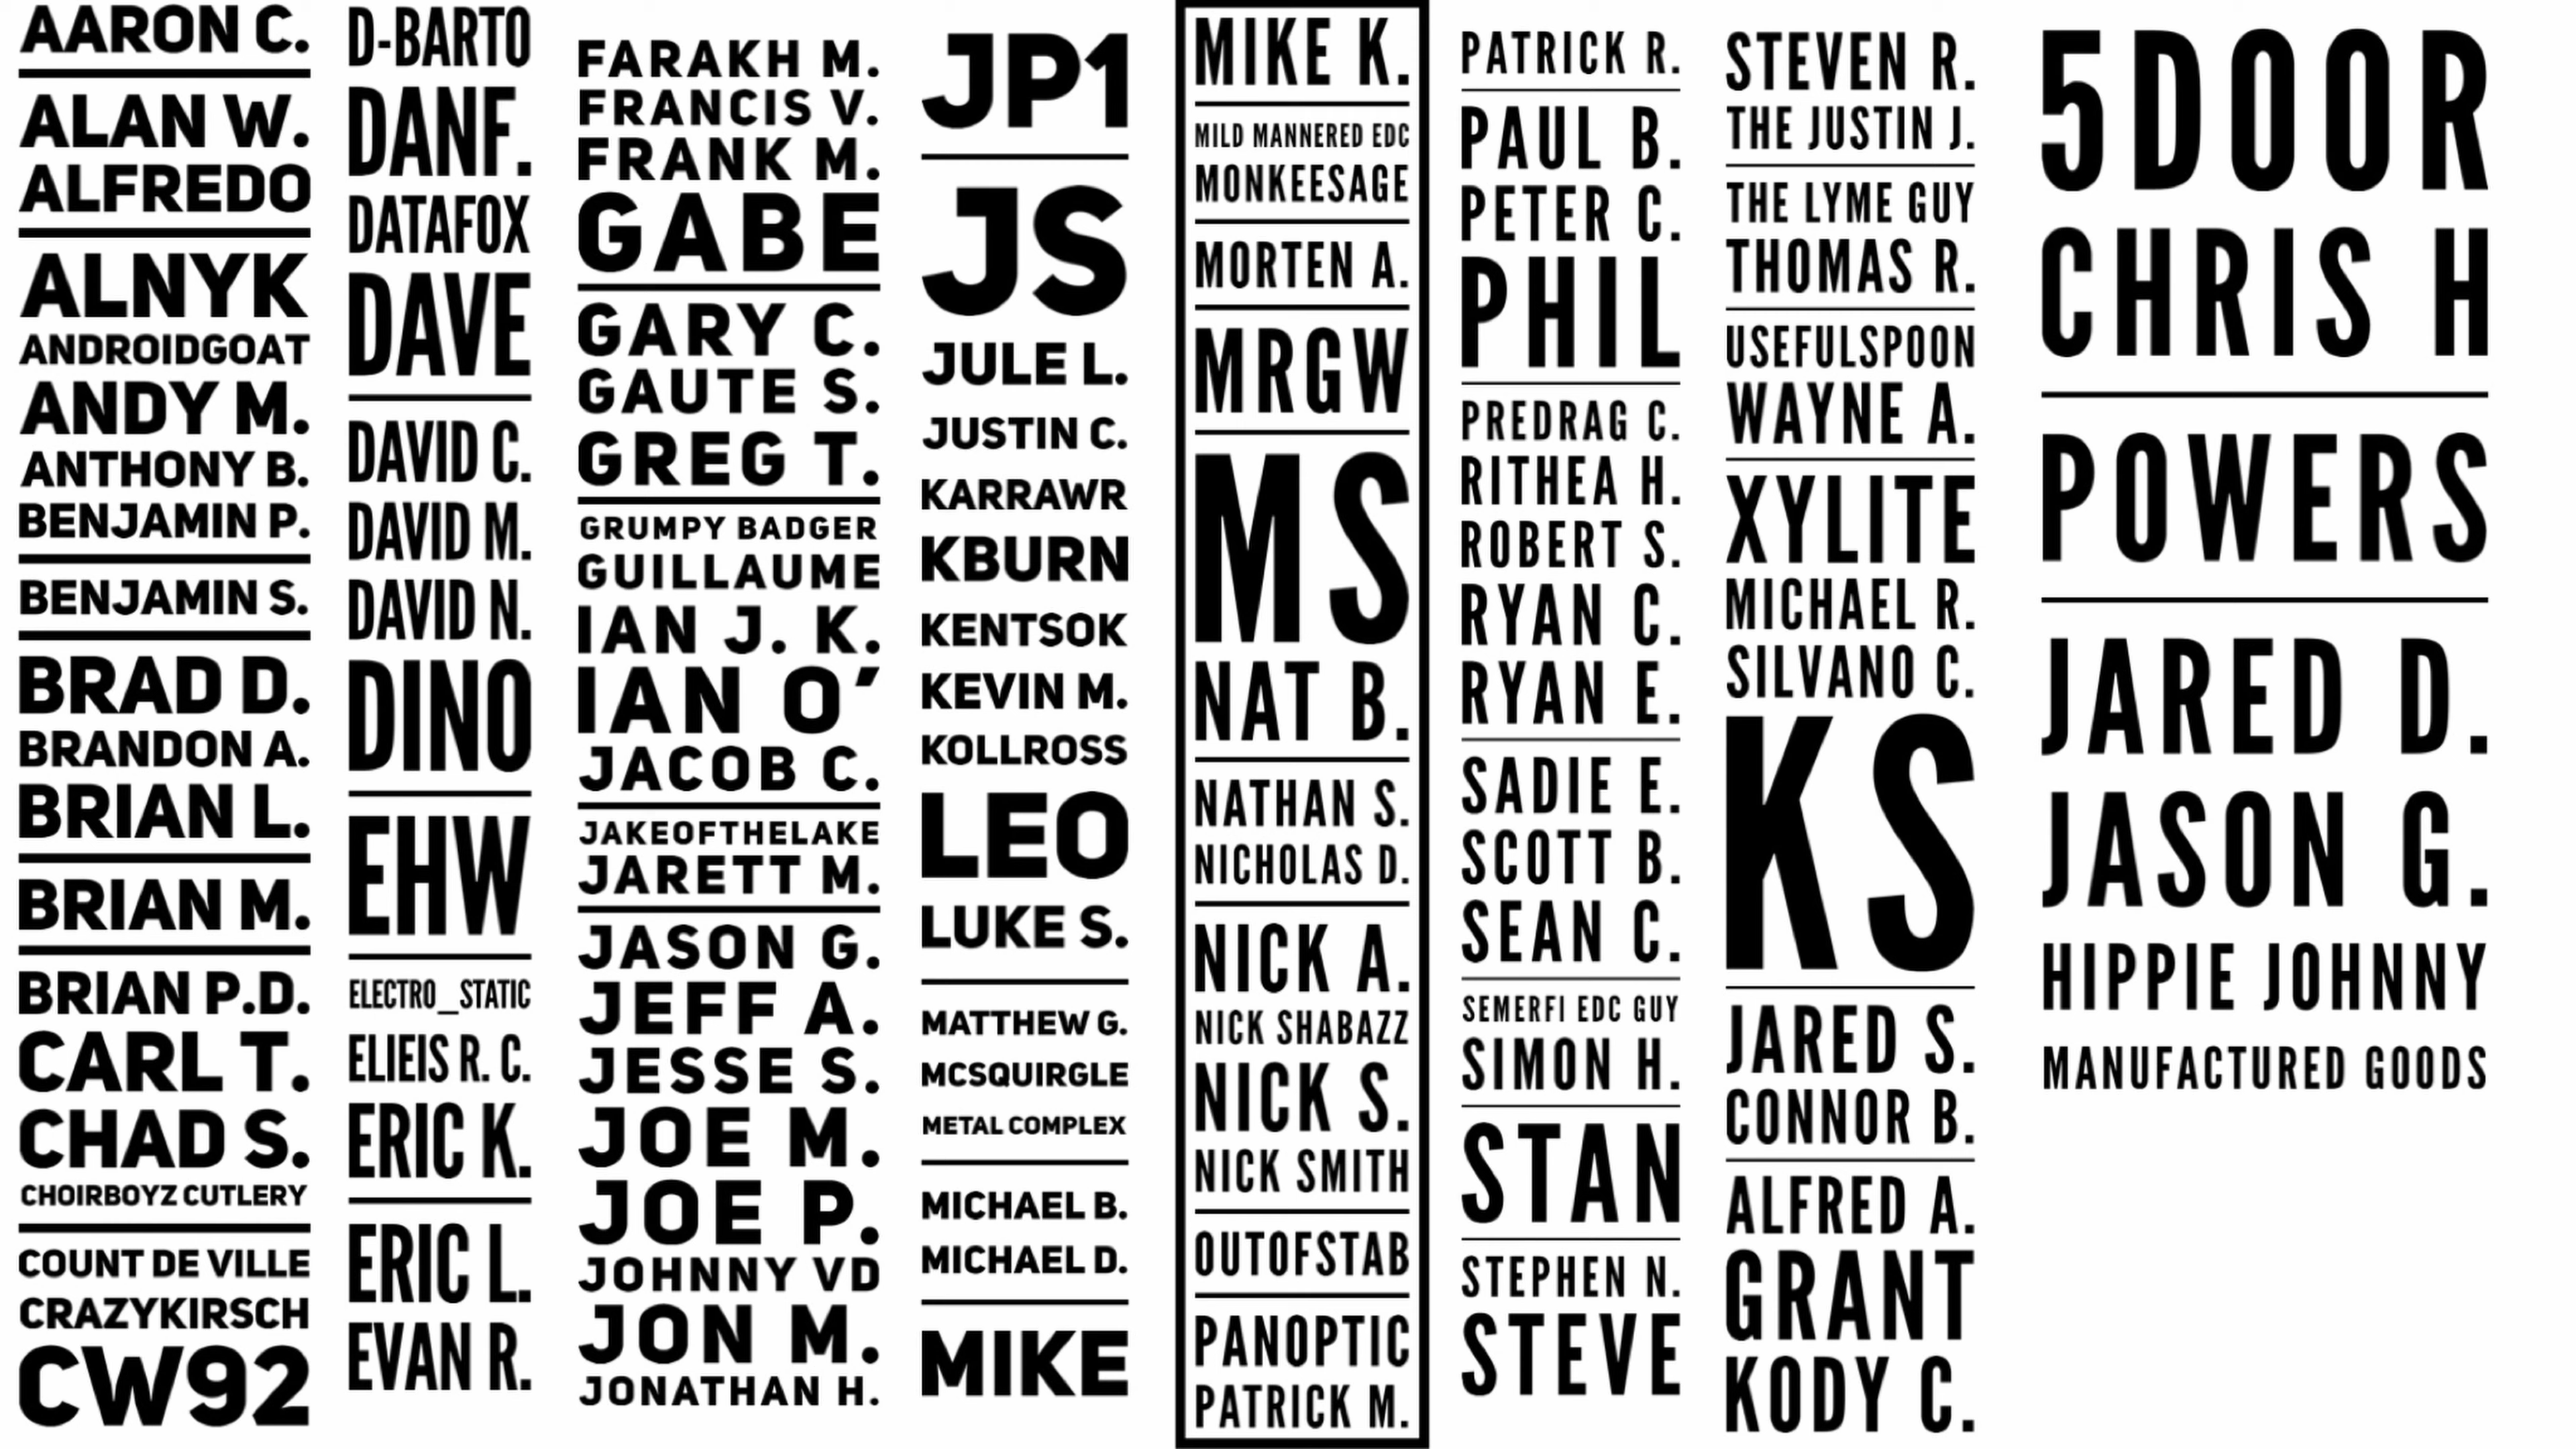 AARON C.
ALAN W.
ALFREDO
ALNYK
ANDROIDGOAT
ANDY M.
ANTHONY B.
BENJAMIN P.
BENJAMIN S.
BRAD D.
BRANDON A.
BRIAN L.
BRIAN M.
BRIAN P.D.
CARL T.
CHAD S.
CHOIRBOYZ CUTLERY
COUNT DE VILLE
CRAZYKIRSCH
CW92
D-BARTO
DANF.
DATAFOX
DAVE
DAVID C.
DAVID M.
DAVID N.
DINO
EHW
ELECTRO_STATIC
ELIEIS R. C.
ERIC K.
ERIC L.
EVAN R.
FARAKH M.
FRANCIS V.
FRANK M.
GABE
GARY C.
GAUTE S.
GREG T.
GRUMPY BADGER
GUILLAUME
IAN J. K.
IAN O’
JACOB C.
JAKEOFTHELAKE
JARETT M.
JASON G.
JEFF A.
JESSE S.
JOE M.
JOE P.
JOHNNY VD
JON M.
JONATHAN H.
JP1
JS
JULE L.
JUSTIN C.
KARRAWR
KBURN
KENTSOK
KEVIN M.
KOLLROSS
LEO
LUKE S.
MATTHEW G.
MCSQUIRGLE
METAL COMPLEX
MICHAEL B.
MICHAEL D.
MIKE
MIKE K.
MILD MANNERED EDC
MONKEESAGE
MORTEN A.
MRGW
MS
NAT B.
NATHAN S.
NICHOLAS D.
NICK A.
NICK SHABAZZ
NICK S.
NICK SMITH
OUTOFSTAB
PANOPTIC
PATRICK M.
PATRICK R.
PAUL B.
PETER C.
PHIL
PREDRAG C.
RITHEA H.
ROBERT S.
RYAN C.
RYAN E.
SADIE E.
SCOTT B.
SEAN C.
SEMERFI EDC GUY
SIMON H.
STAN
STEPHEN N.
STEVE
STEVEN R.
THE JUSTIN J.
THE LYME GUY
THOMAS R.
USEFULSPOON
WAYNE A.
XYLITE
MICHAEL R.
SILVANO C.
KS
JARED S.
CONNOR B.
ALFRED A.
GRANT
KODY C.
5DOOR
CHRIS H
POWERS
JARED D.
JASON G.
HIPPIE JOHNNY
MANUFACTURED GOODS